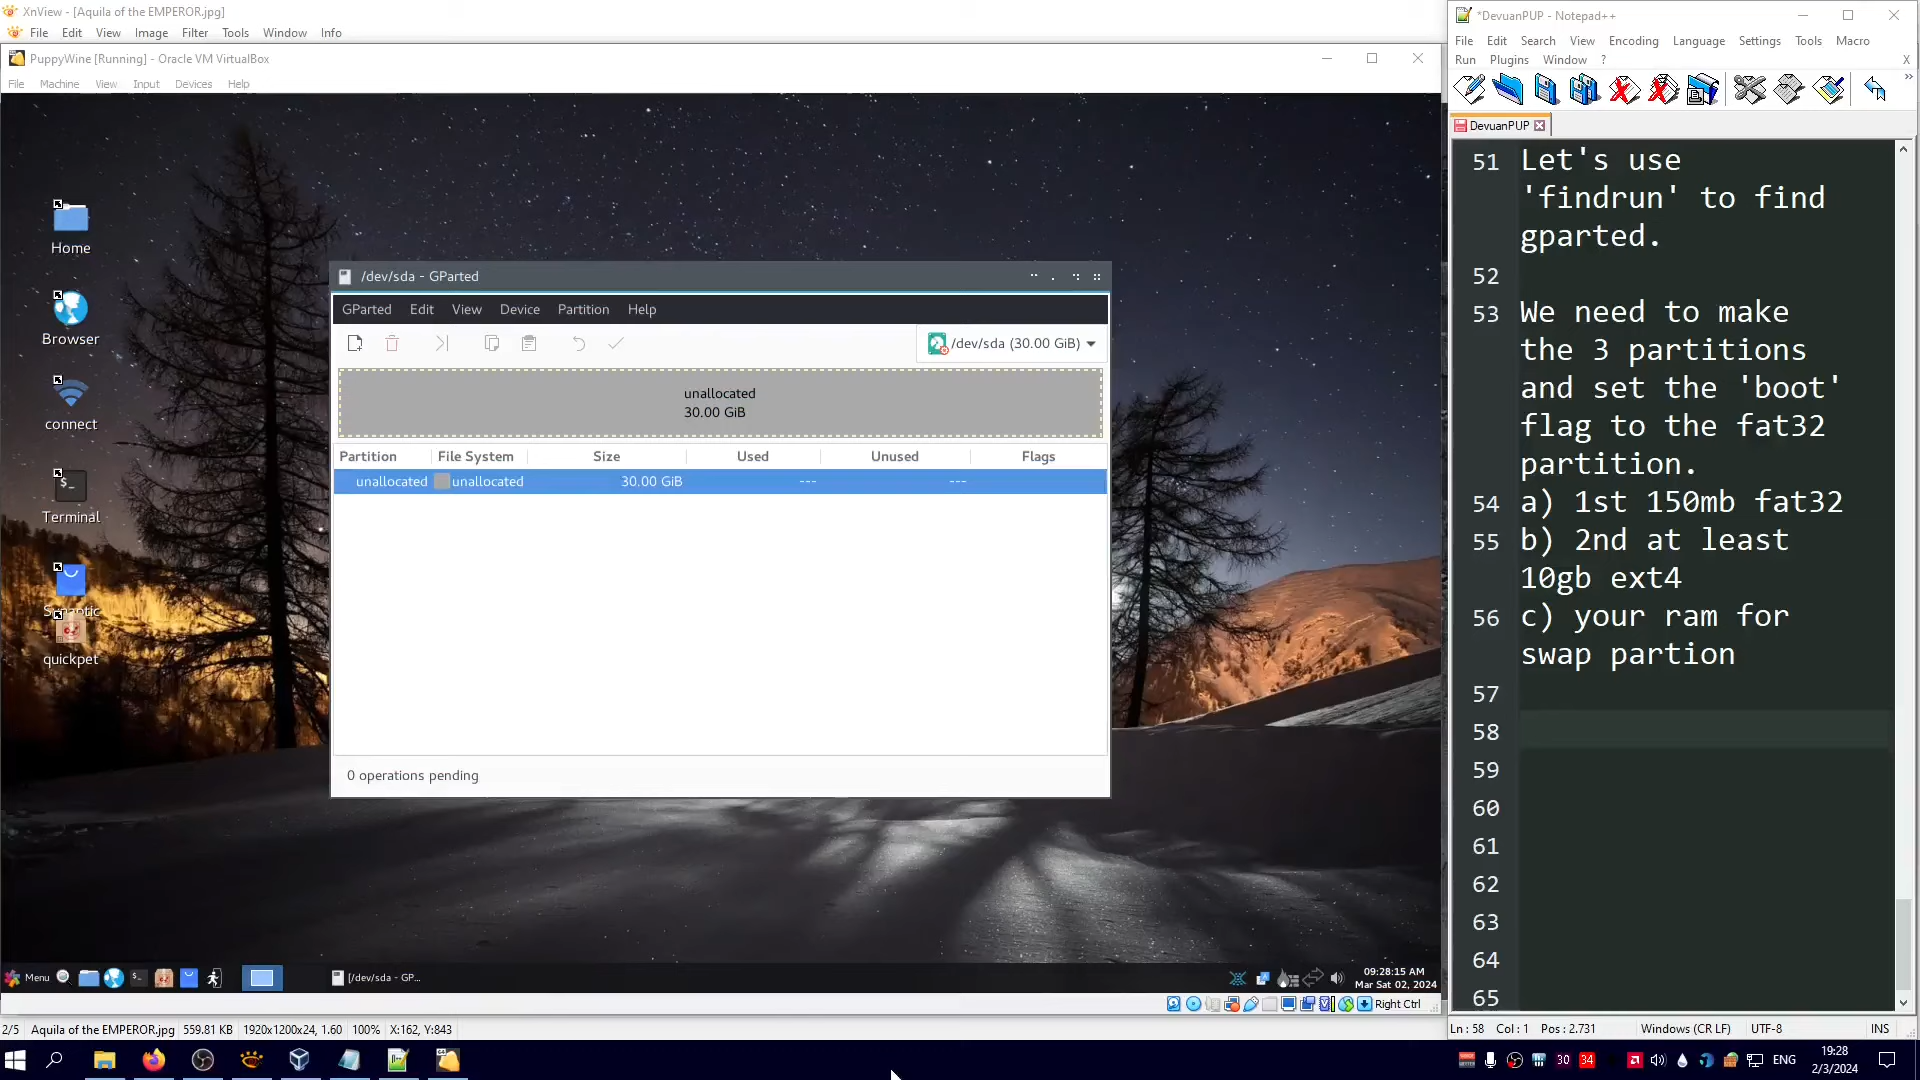 XnView - [Aquila of the EMPEROR.jpg]
File Edit View Image Filter Tools Window Info
PuppyWine [Running] - Oracle VM VirtualBox
File Machine View Input Devices Help
Home
Browser
connect
Terminal
Synaptic
quickpet
/dev/sda - GParted
GParted Edit View Device Partition Help
/dev/sda (30.00 GiB)
unallocated
30.00 GiB
Partition File System Size Used Unused Flags
unallocated unallocated 30.00 GiB --- ---
0 operations pending
Menu
[/dev/sda - GP...
09:28:15 AM
Mar Sat 02, 2024
Right Ctrl
2/5 Aquila of the EMPEROR.jpg 559.81 KB 1920x1200x24, 1.60 100% X:162, Y:843
*DevuanPUP - Notepad++
File Edit Search View Encoding Language Settings Tools Macro
Run Plugins Window ? X
DevuanPUP
51 Let's use
'findrun' to find
gparted.
52
53 We need to make
the 3 partitions
and set the 'boot'
flag to the fat32
partition.
54 a) 1st 150mb fat32
55 b) 2nd at least
10gb ext4
56 c) your ram for
swap partion
57
58
59
60
61
62
63
64
65
Ln : 58 Col : 1 Pos : 2.731 Windows (CR LF) UTF-8 INS
30 34 ENG
19:28
2/3/2024